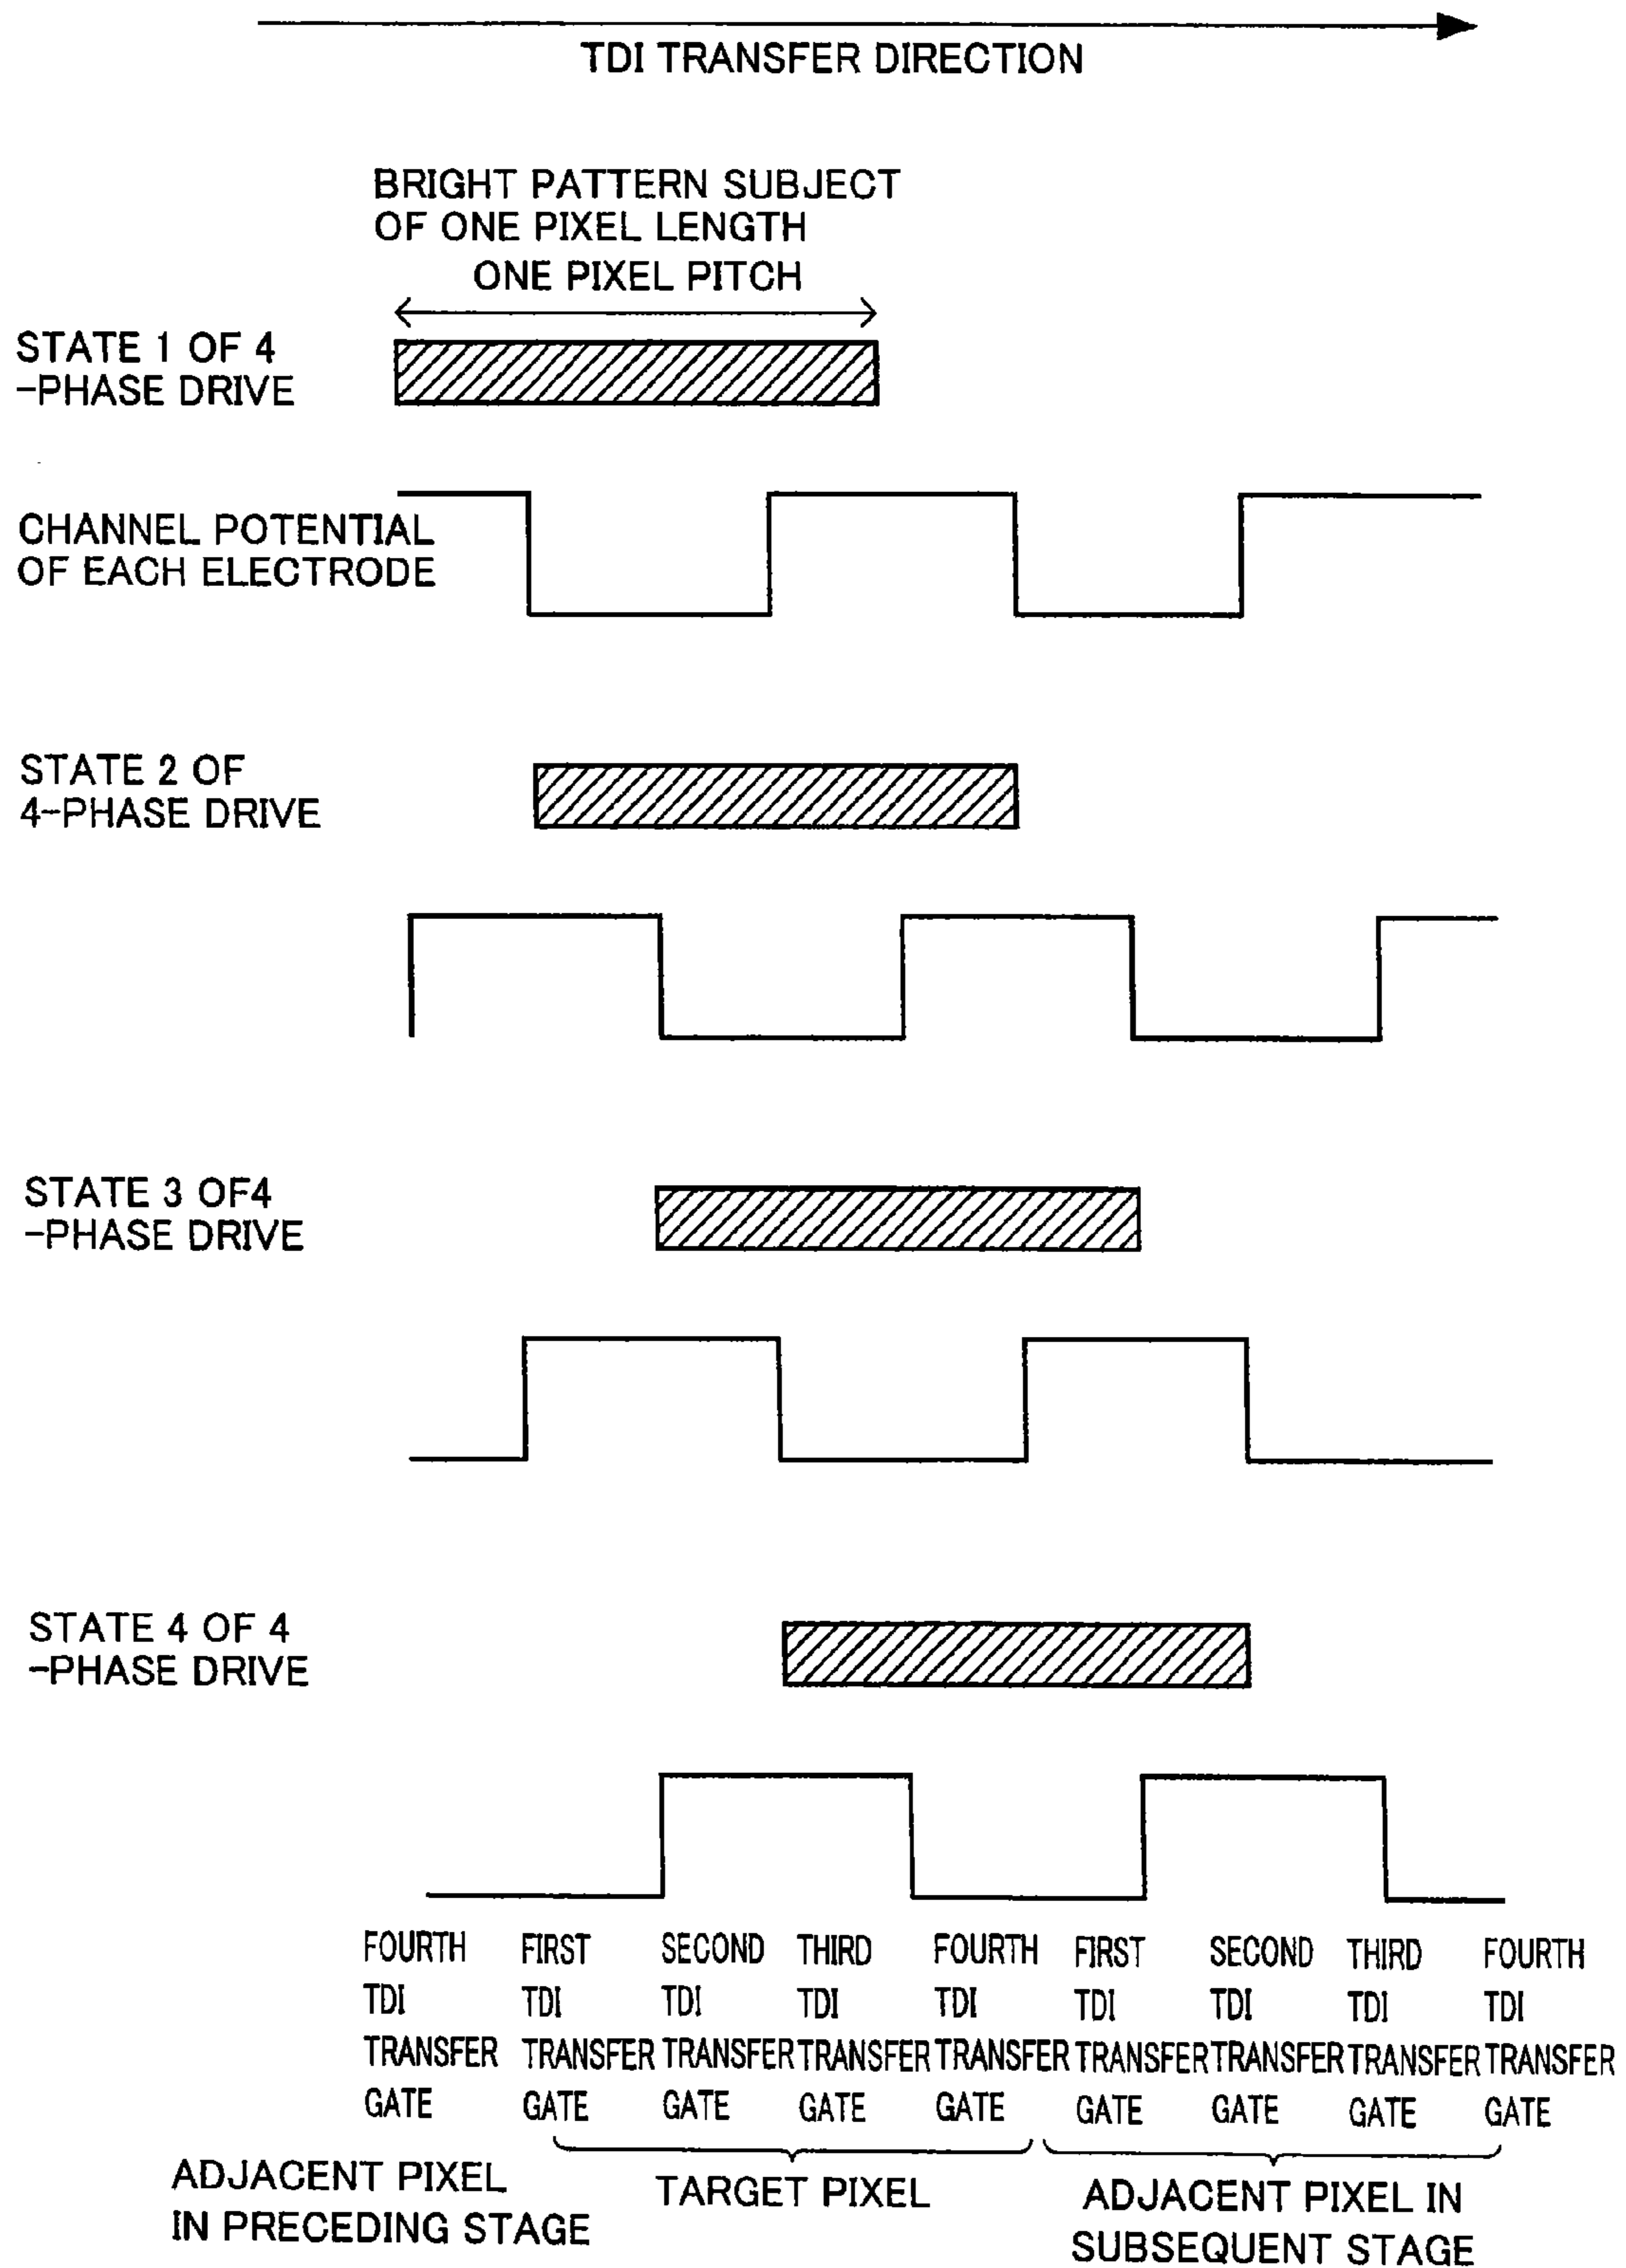 TDI TRANSFER DIRECTION
BRIGHT PATTERN SUBJECT
OF ONE PIXEL LENGTH
ONE PIXEL PITCH
STATE 1 OF 4
-PHASE DRIVE
CHANNEL POTENTIAL
OF EACH ELECTRODE
STATE 2 OF
4-PHASE DRIVE
STATE 3 OF4
-PHASE DRIVE
STATE 4 OF 4
-PHASE DRIVE
FOURTH FIRST SECOND THIRD FOURTH FIRST SECOND THIRD FOURTH
TDI TDI TDI TDI TDI TDI TDI TDI TDI
TRANSFER TRANSFER TRANSFER TRANSFER TRANSFER TRANSFER TRANSFER TRANSFER TRANSFER
GATE GATE GATE GATE GATE GATE GATE GATE GATE
ADJACENT PIXEL
IN PRECEDING STAGE
TARGET PIXEL
ADJACENT PIXEL IN
SUBSEQUENT STAGE